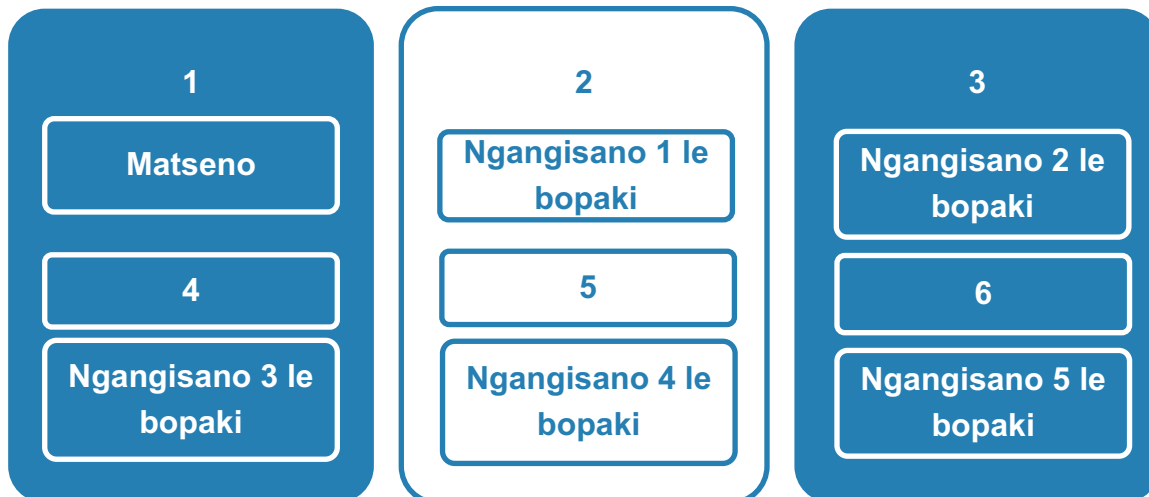 1
Matseno
2
Ngangisano 1 le
bopaki
3
Ngangisano 2 le
bopaki
4
Ngangisano 3 le
bopaki
5
Ngangisano 4 le
bopaki
6
Ngangisano 5 le
bopaki